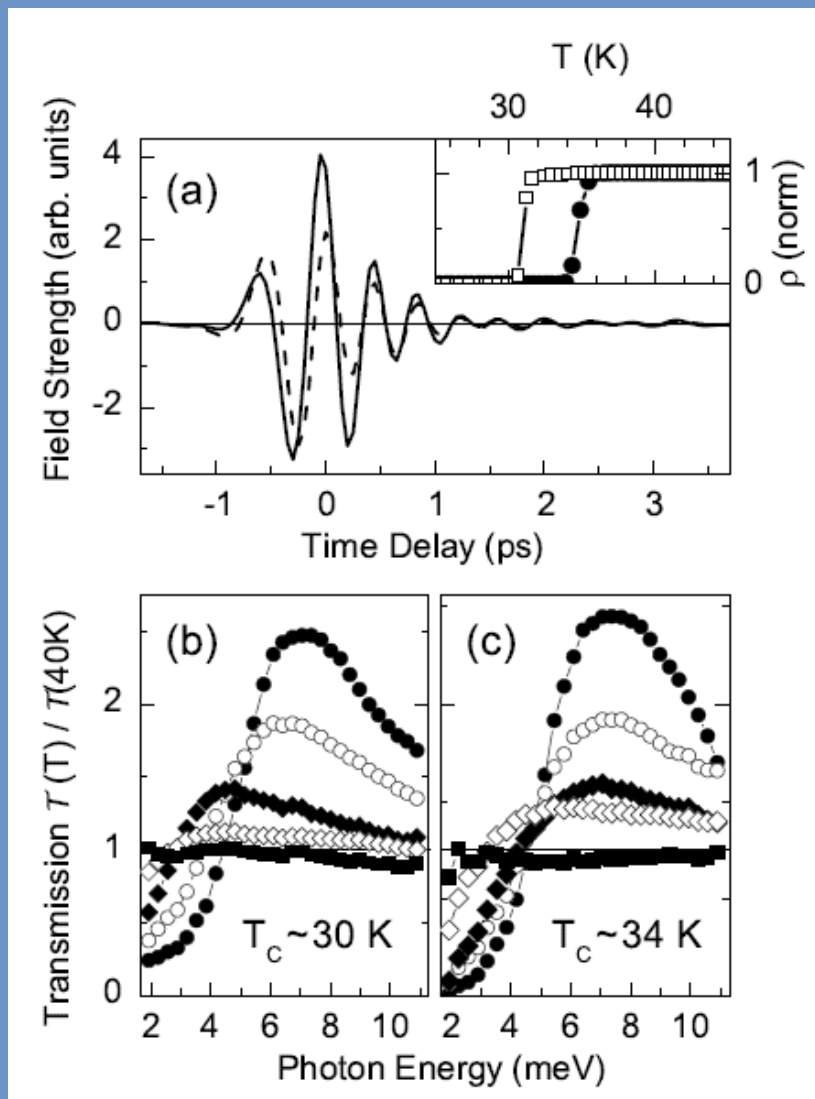 T (K)
30 40
Field Strength (arb. units)
4
2
0
-2
(a)
1
0
ρ (norm)
-1 0 1 2 3
Time Delay (ps)
Transmisssion 𝒯(T) / 𝒯(40K)
2
1
0
(b)
T_C~30 K
(c)
T_C~34 K
2 4 6 8 10 2 4 6 8 10
Photon Energy (meV)